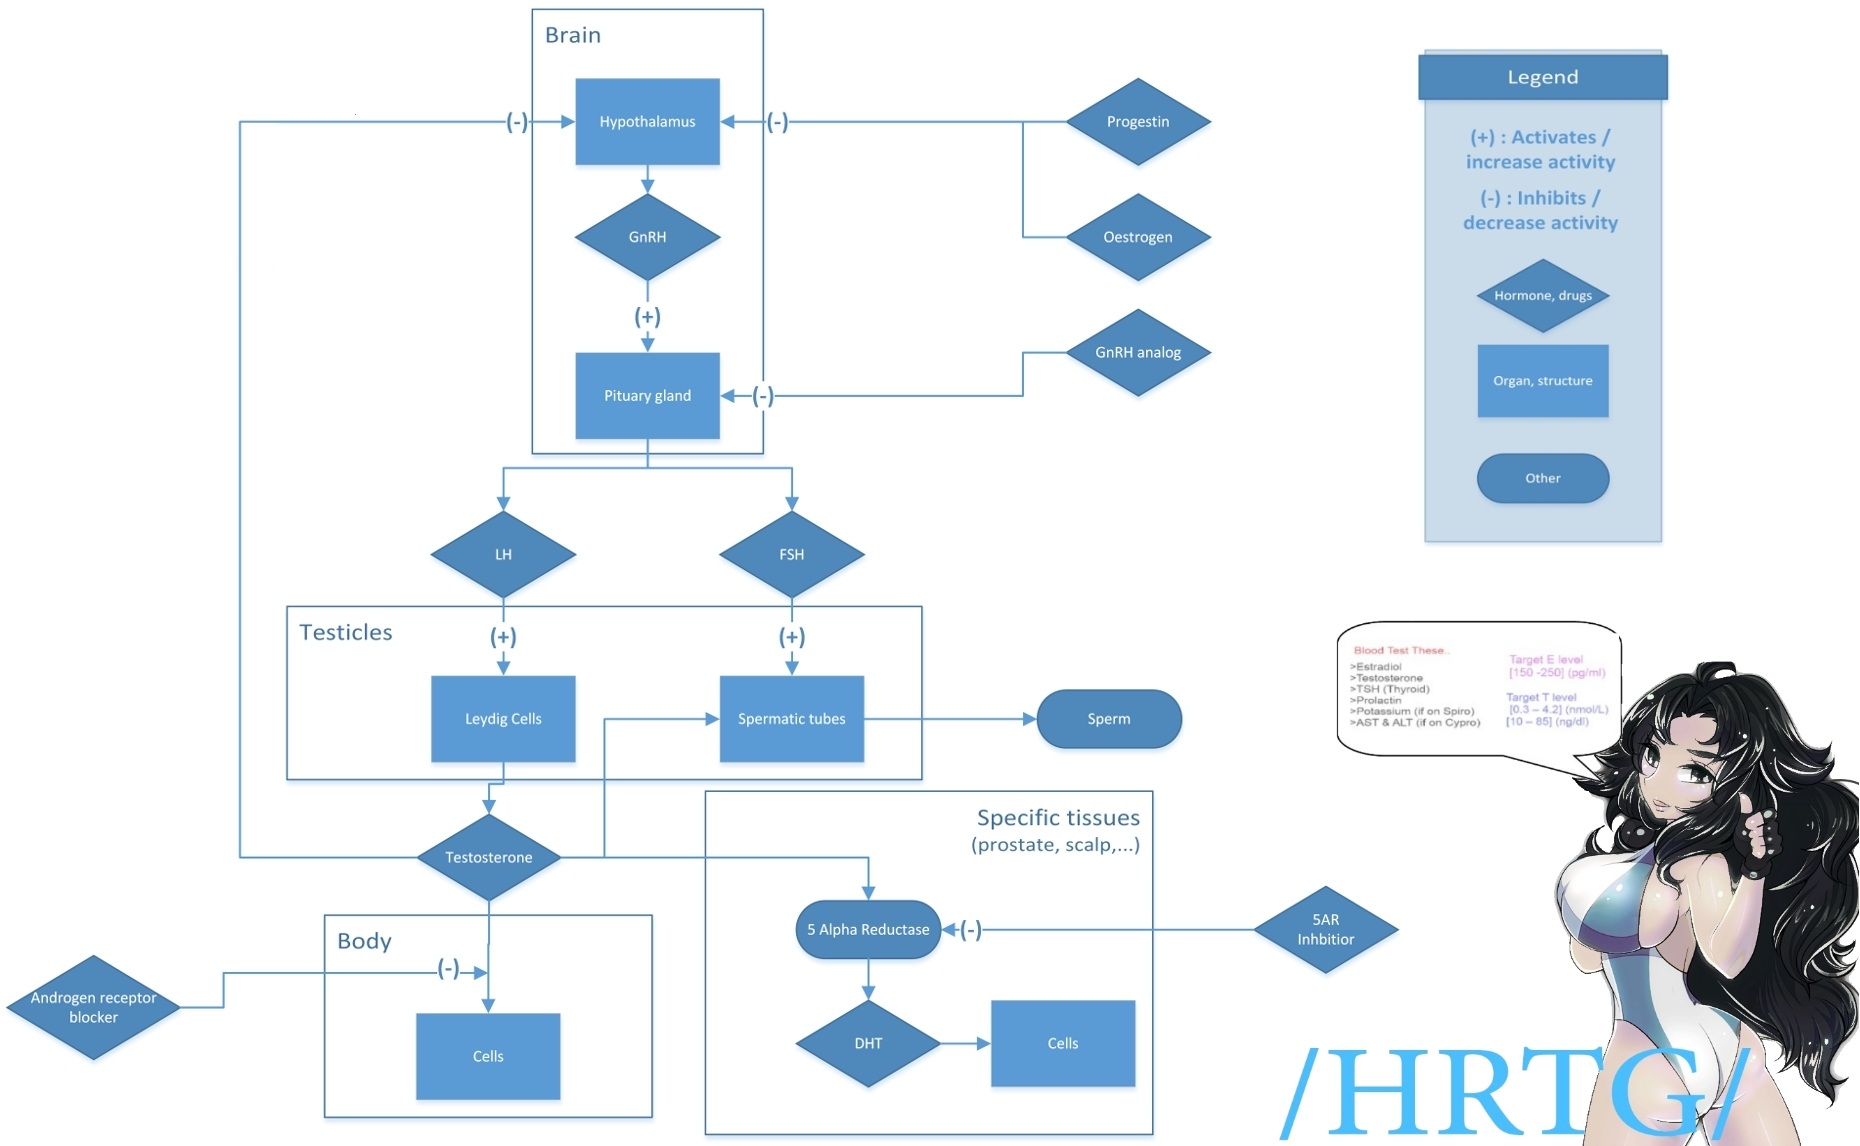 Brain
Hypothalamus
(-)
(-)
Progestin
GnRH
Oestrogen
(+)
GnRH analog
Pituary gland
(-)
LH
FSH
Testicles
(+)
(+)
Leydig Cells
Spermatic tubes
Sperm
Testosterone
Specific tissues
(prostate, scalp,...)
5 Alpha Reductase
(-)
5AR
Inhbitior
Body
(-)
Androgen receptor
blocker
Cells
DHT
Cells
Legend
(+) : Activates /
increase activity
(-) : Inhibits /
decrease activity
Hormone, drugs
Organ, structure
Other
Blood Test These..
>Estradiol
>Testosterone
>TSH (Thyroid)
>Prolactin
>Potassium (if on Spiro)
>AST & ALT (if on Cypro)
Target E level
[150 -250] (pg/ml)
Target T level
[0.3 – 4.2] (nmol/L)
[10 – 85] (ng/dl)
/HRTG/